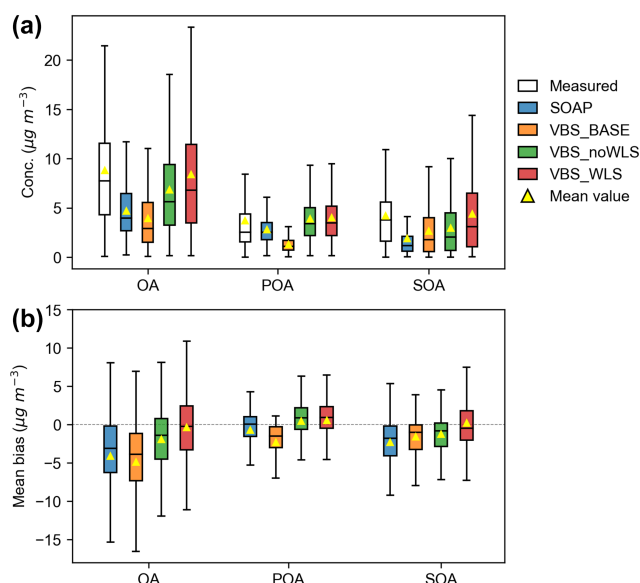 (a)
Conc. (μg m⁻³)
20
15
10
5
0
OA
POA
SOA
Measured
SOAP
VBS_BASE
VBS_noWLS
VBS_WLS
Mean value
(b)
Mean bias (μg m⁻³)
15
10
5
0
−5
−10
−15
OA
POA
SOA